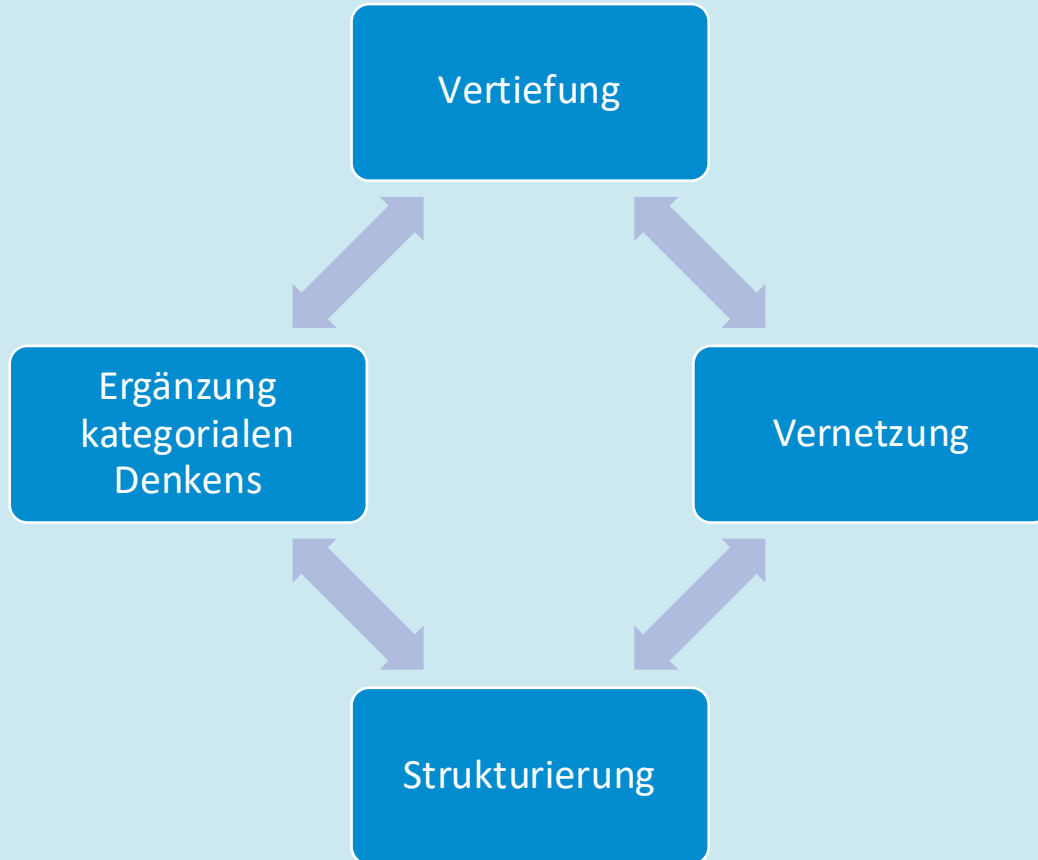 Vertiefung
Ergänzung
kategorialen
Denkens
Vernetzung
Strukturierung